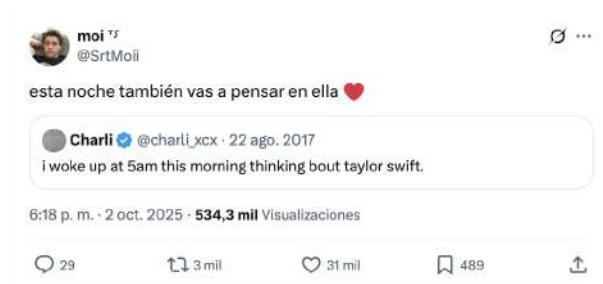 moi TS
@SrtMoii
esta noche también vas a pensar en ella ❤️
Charli @charli_xcx · 22 ago. 2017
i woke up at 5am this morning thinking bout taylor swift.
6:18 p. m. · 2 oct. 2025 · 534,3 mil Visualizaciones
29 3 mil 31 mil 489